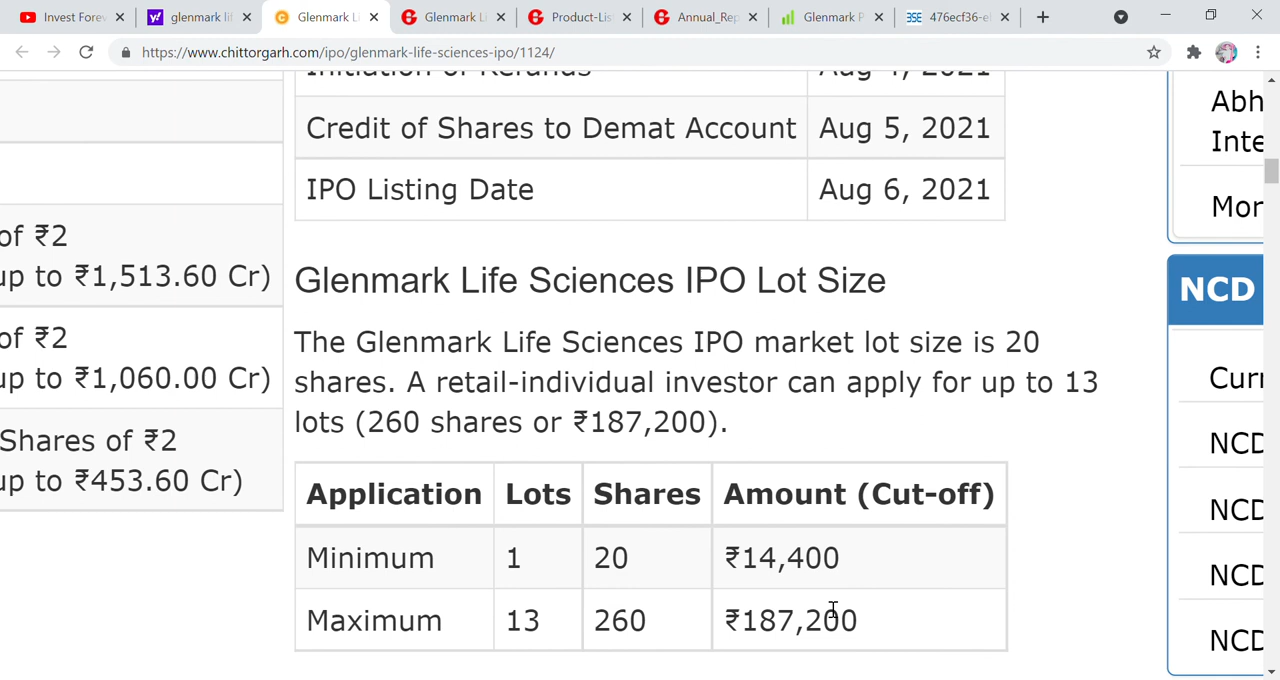 Invest Forev
glenmark lif
Glenmark Li
Glenmark Li
Product-Lis
Annual_Rep
Glenmark P
476ecf36-e
https://www.chittorgarh.com/ipo/glenmark-life-sciences-ipo/1124/
of ₹2
up to ₹1,513.60 Cr)
of ₹2
up to ₹1,060.00 Cr)
Shares of ₹2
up to ₹453.60 Cr)
Initiation of Refunds Aug 4, 2021
Credit of Shares to Demat Account Aug 5, 2021
IPO Listing Date Aug 6, 2021
Glenmark Life Sciences IPO Lot Size
The Glenmark Life Sciences IPO market lot size is 20
shares. A retail-individual investor can apply for up to 13
lots (260 shares or ₹187,200).
Application Lots Shares Amount (Cut-off)
Minimum 1 20 ₹14,400
Maximum 13 260 ₹187,200
Abh
Inte
Mor
NCD
Curr
NCD
NCD
NCD
NCD